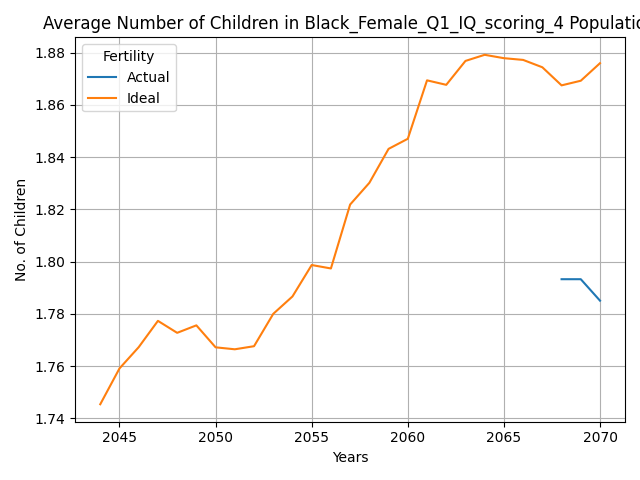 Average Number of Children in Black_Female_Q1_IQ_scoring_4 Populatio
Fertility
Actual
Ideal
1.88
1.86
1.84
1.82
1.80
1.78
1.76
1.74
No. of Children
2045
2050
2055
2060
2065
2070
Years